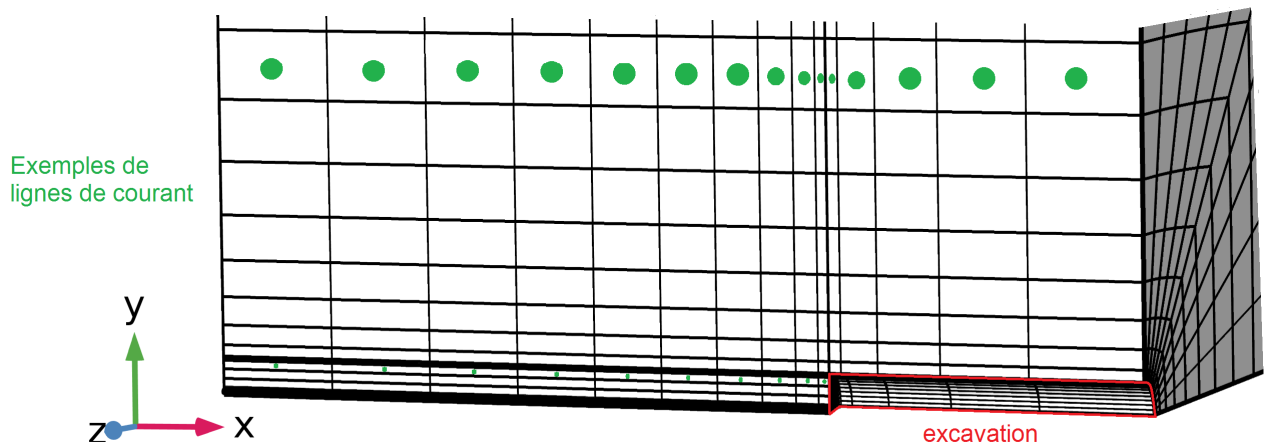 Exemples de
lignes de courant
y
z
x
excavation